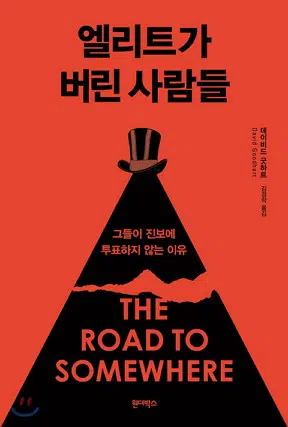 엘리트가
버린 사람들
데이비드 굿하트
David Goodhart
김경락 옮김
그들이 진보에
투표하지 않는 이유
THE
ROAD TO
SOMEWHERE
원더박스
yes24